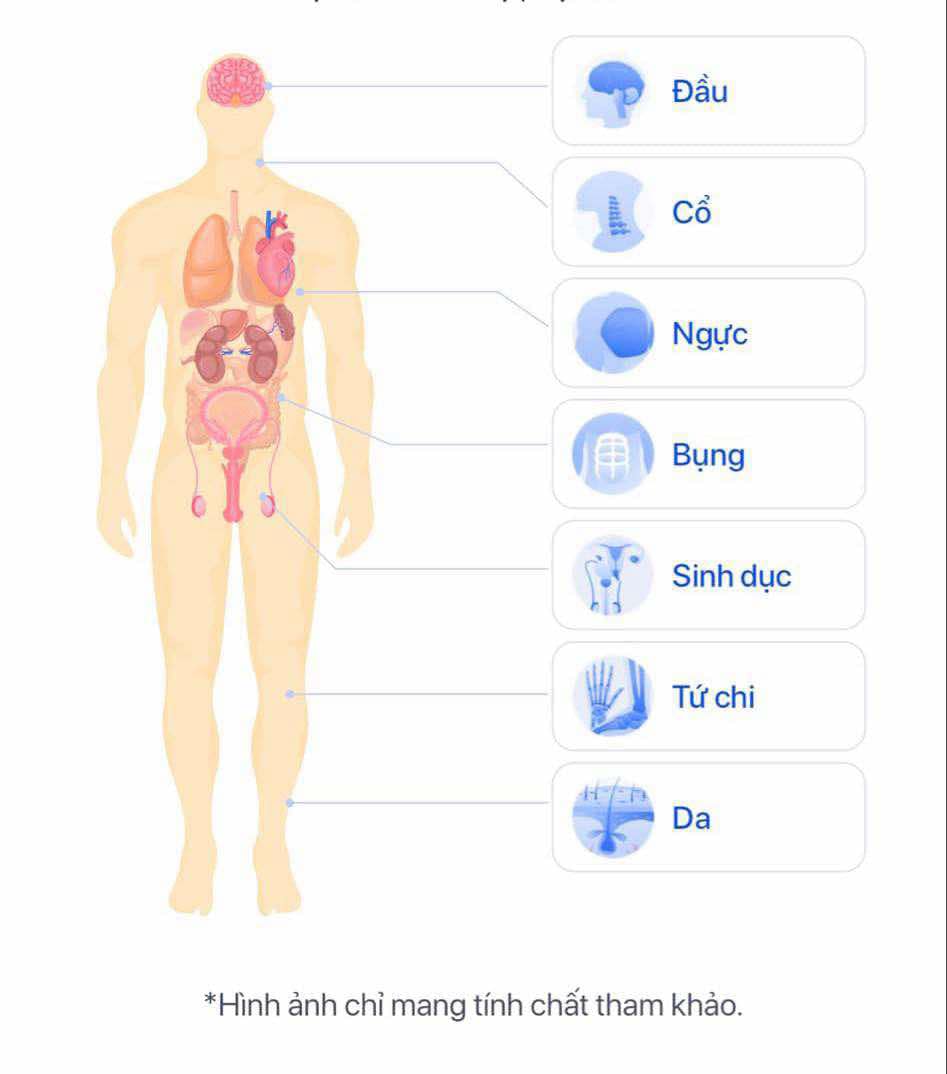 Đầu
Cổ
Ngực
Bụng
Sinh dục
Tứ chi
Da
*Hình ảnh chỉ mang tính chất tham khảo.